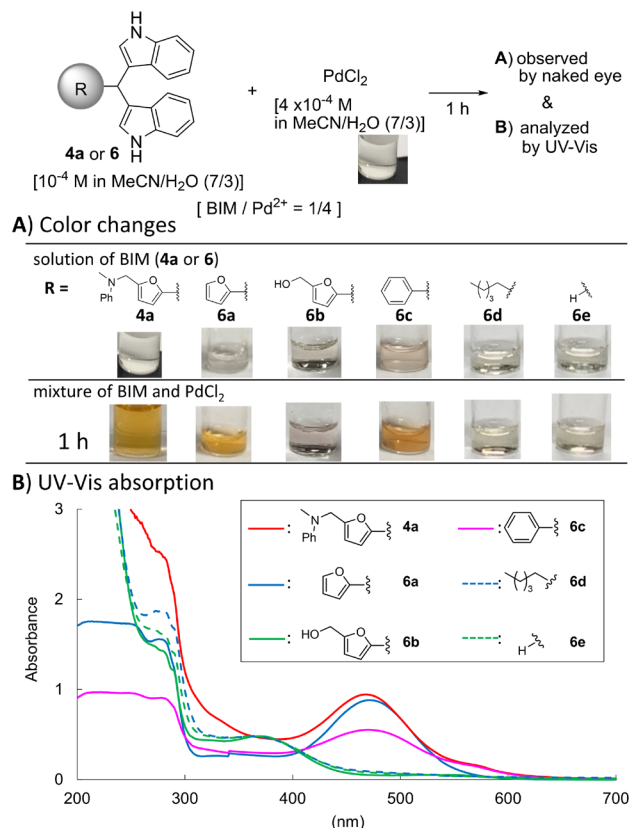 H
N
R
N
H
4a or 6
[10⁻⁴ M in MeCN/H₂O (7/3)]
+
PdCl₂
[4 x10⁻⁴ M
in MeCN/H₂O (7/3)]
[ BIM / Pd²⁺ = 1/4 ]
1 h
A) observed
by naked eye
&
B) analyzed
by UV-Vis
A) Color changes
solution of BIM (4a or 6)
R =
N O Ph
O
HO O
( )₃
H
4a 6a 6b 6c 6d 6e
mixture of BIM and PdCl₂
1 h
B) UV-Vis absorption
Absorbance
3
2
1
0
200 300 400 500 600 700
(nm)
: N O Ph 4a
: 6c
: O 6a
: ( )₃ 6d
: HO O 6b
: H 6e